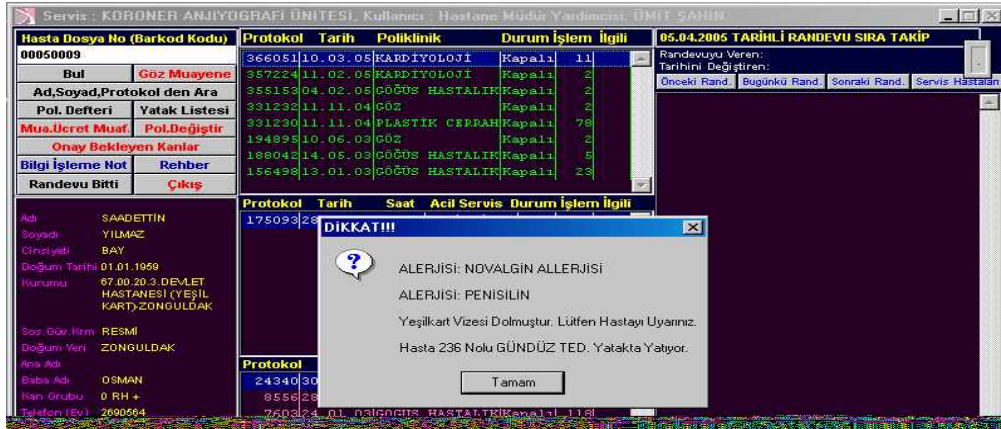 Servis : KORONER ANJİYOGRAFİ ÜNİTESİ, Kullanıcı : Hastane Müdür Yardımcısı, ÜMİT ŞAHİN
Hasta Dosya No (Barkod Kodu)
00050009
Bul Göz Muayene
Ad,Soyad,Protokol den Ara
Pol. Defteri Yatak Listesi
Mua.Ücret Muaf. Pol.Değiştir
Onay Bekleyen Kanlar
Bilgi İşleme Not Rehber
Randevu Bitti Çıkış
Adı SAADETTİN
Soyadı YILMAZ
Cinsiyeti BAY
Doğum Tarihi 01.01.1959
Kurumu 67.00.20.3.DEVLET
HASTANESİ (YEŞİL
KART)-ZONGULDAK
Sos.Güv.Krm RESMİ
Doğum Yeri ZONGULDAK
Ana Adı
Baba Adı OSMAN
Kan Grubu 0 RH +
Telefon (Ev) 2690564
Protokol Tarih Poliklinik Durum İşlem İlgili
366051 10.03.05 KARDİYOLOJİ Kapalı 11
357224 11.02.05 KARDİYOLOJİ Kapalı 2
355153 04.02.05 GÖĞÜS HASTALIK Kapalı 2
331232 11.11.04 GÖZ Kapalı 2
331230 11.11.04 PLASTİK CERRAH Kapalı 78
194895 10.06.03 GÖZ Kapalı 2
188042 14.05.03 GÖĞÜS HASTALIK Kapalı 5
156498 13.01.03 GÖĞÜS HASTALIK Kapalı 23
Protokol Tarih Saat Acil Servis Durum İşlem İlgili
175093 28
Protokol
24340 30
8556 28
7603 24.01.03 GÖĞÜS HASTALIK Kapalı 118
05.04.2005 TARİHLİ RANDEVU SIRA TAKİP
Randevuyu Veren:
Tarihini Değiştiren:
Önceki Rand. Bugünkü Rand. Sonraki Rand. Servis Hastaları
DİKKAT!!!
ALERJİSİ: NOVALGİN ALLERJİSİ
ALERJİSİ: PENİSİLİN
Yeşilkart Vizesi Dolmuştur. Lütfen Hastayı Uyarınız.
Hasta 236 Nolu GÜNDÜZ TED. Yatakta Yatıyor.
Tamam